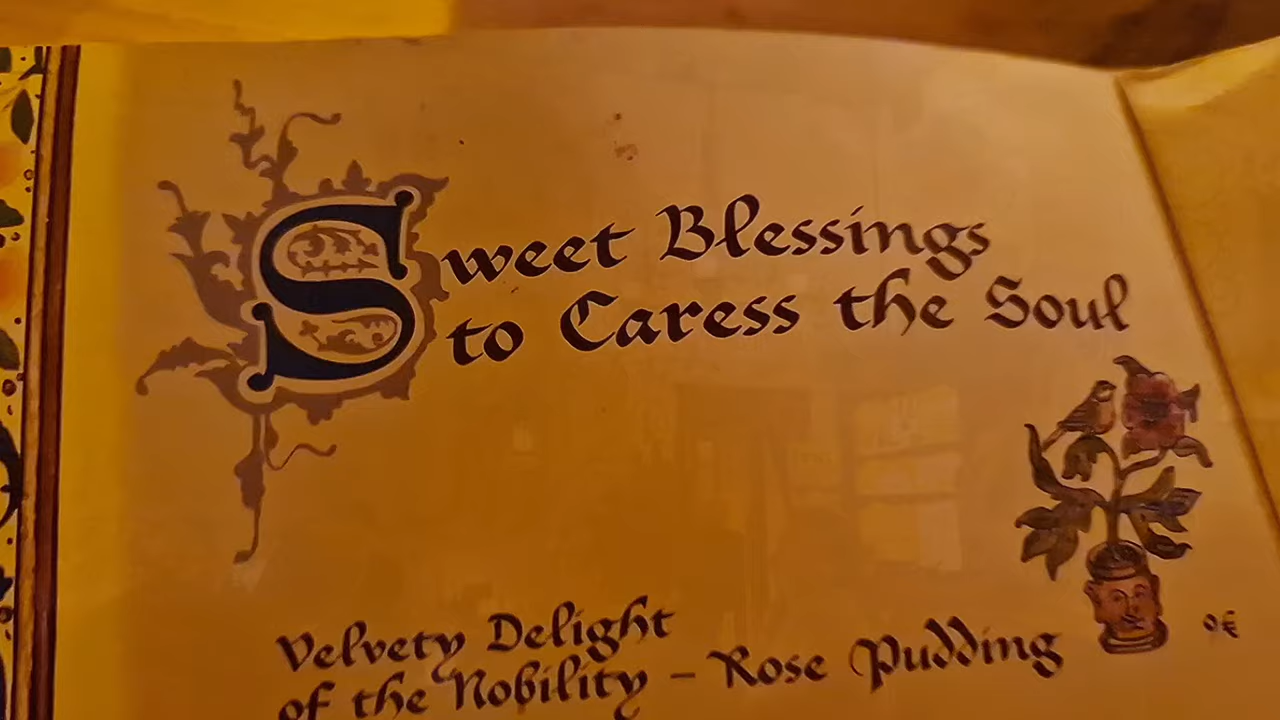 Sweet Blessings
to Caress the Soul
Velvety Delight
of the Nobility – Rose Pudding